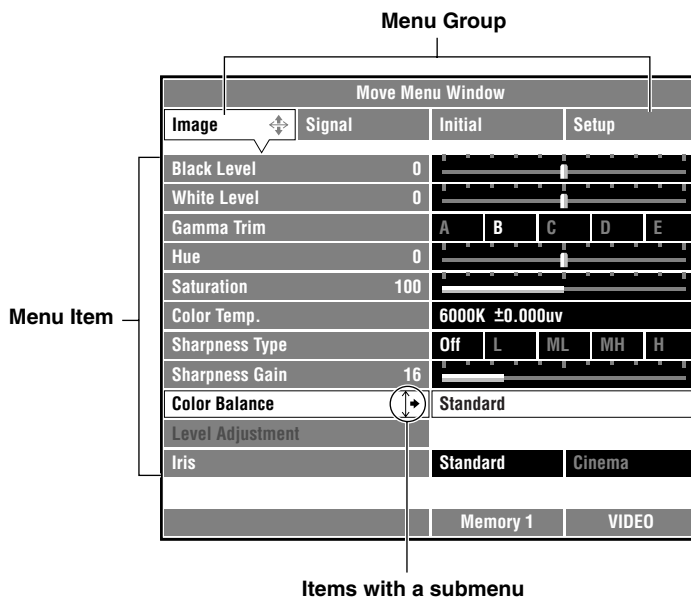 Menu Group
Move Menu Window
Image Signal Initial Setup
Black Level 0
White Level 0
Gamma Trim A B C D E
Hue 0
Saturation 100
Menu Item
Color Temp. 6000K ±0.000uv
Sharpness Type Off L ML MH H
Sharpness Gain 16
Color Balance Standard
Level Adjustment
Iris Standard Cinema
Memory 1 VIDEO
Items with a submenu